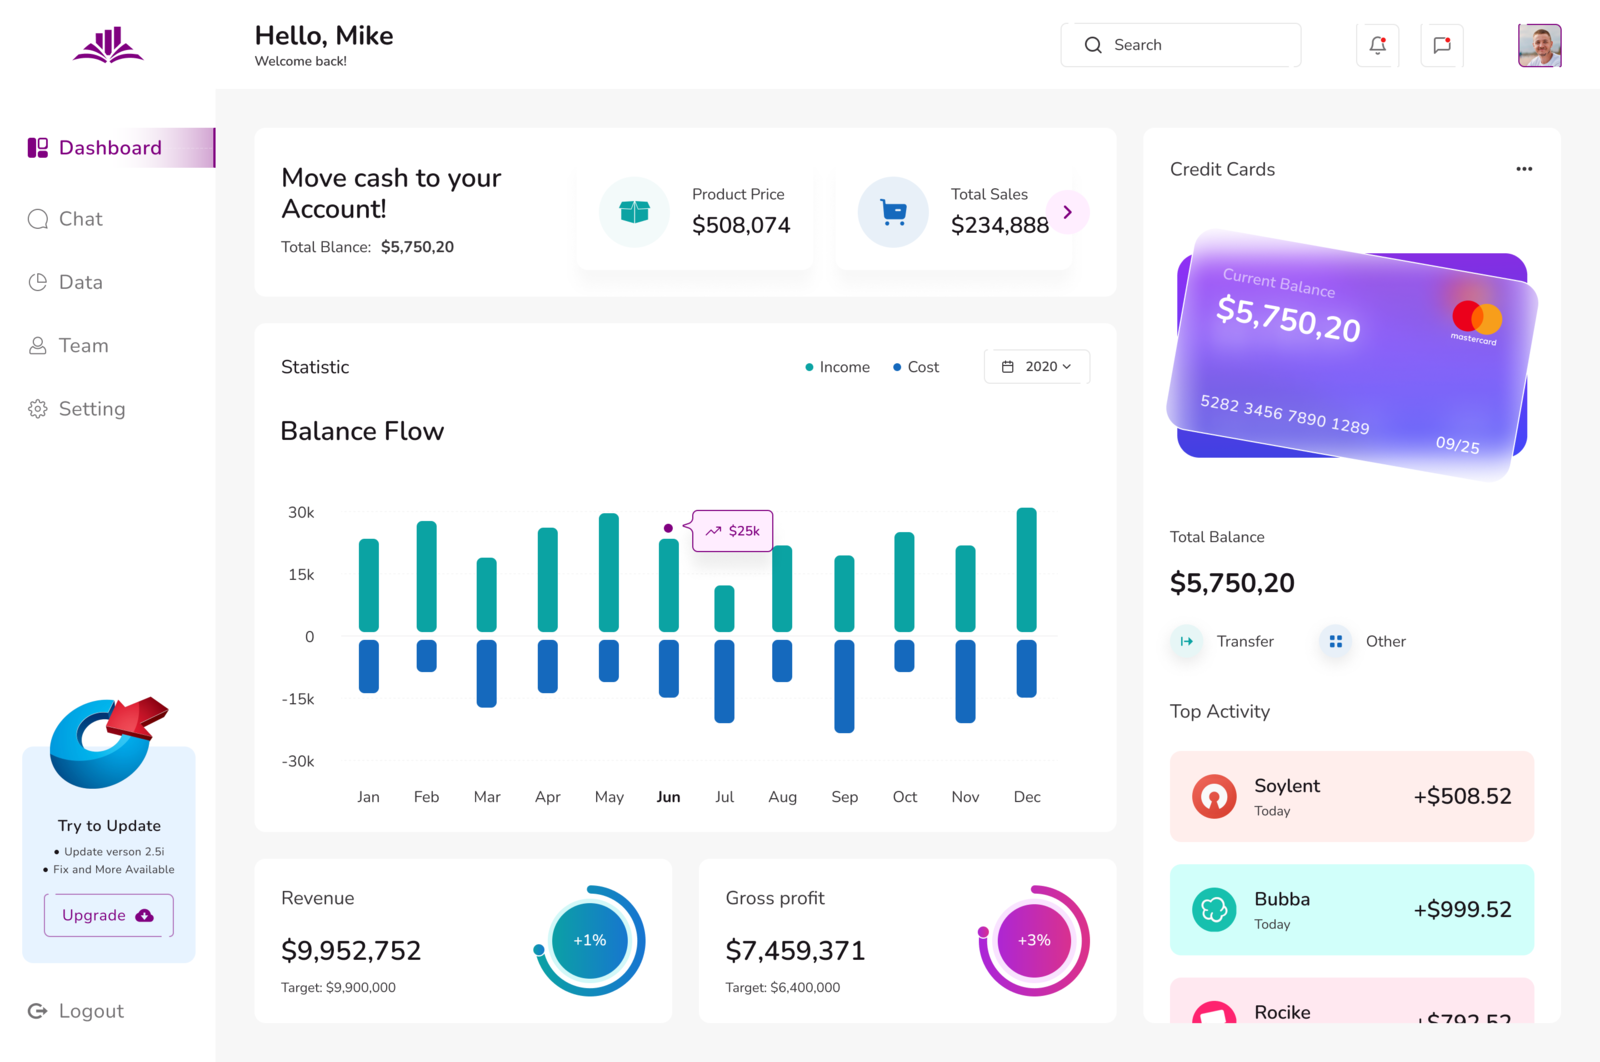 Hello, Mike
Welcome back!
Search
Dashboard
Chat
Data
Team
Setting
Try to Update
• Update verson 2.5i
• Fix and More Available
Upgrade
Logout
Move cash to your
Account!
Total Blance: $5,750,20
Product Price
$508,074
Total Sales
$234,888
Statistic
Income
Cost
2020
Balance Flow
30k
15k
0
-15k
-30k
$25k
Jan Feb Mar Apr May Jun Jul Aug Sep Oct Nov Dec
Revenue
$9,952,752
Target: $9,900,000
+1%
Gross profit
$7,459,371
Target: $6,400,000
+3%
Credit Cards
Current Balance
$5,750,20
mastercard
5282 3456 7890 1289
09/25
Total Balance
$5,750,20
Transfer
Other
Top Activity
Soylent
Today
+$508.52
Bubba
Today
+$999.52
Rocike
+$792.52